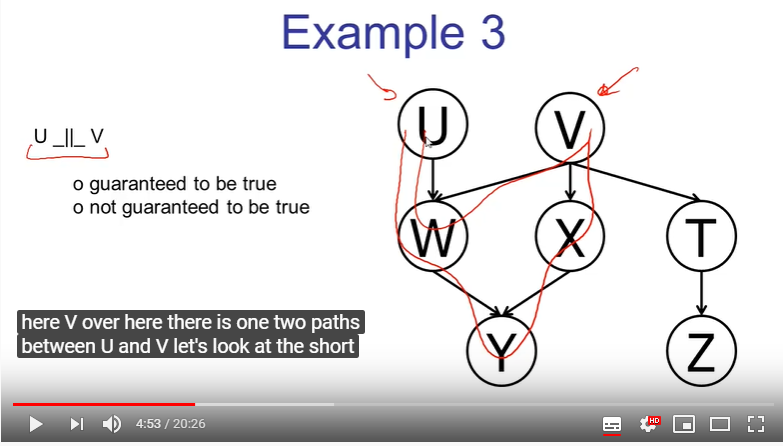 Example 3
U _||_ V
o guaranteed to be true
o not guaranteed to be true
U
V
W
X
T
Y
Z
here V over here there is one two paths
between U and V let's look at the short
4:53 / 20:26
HD